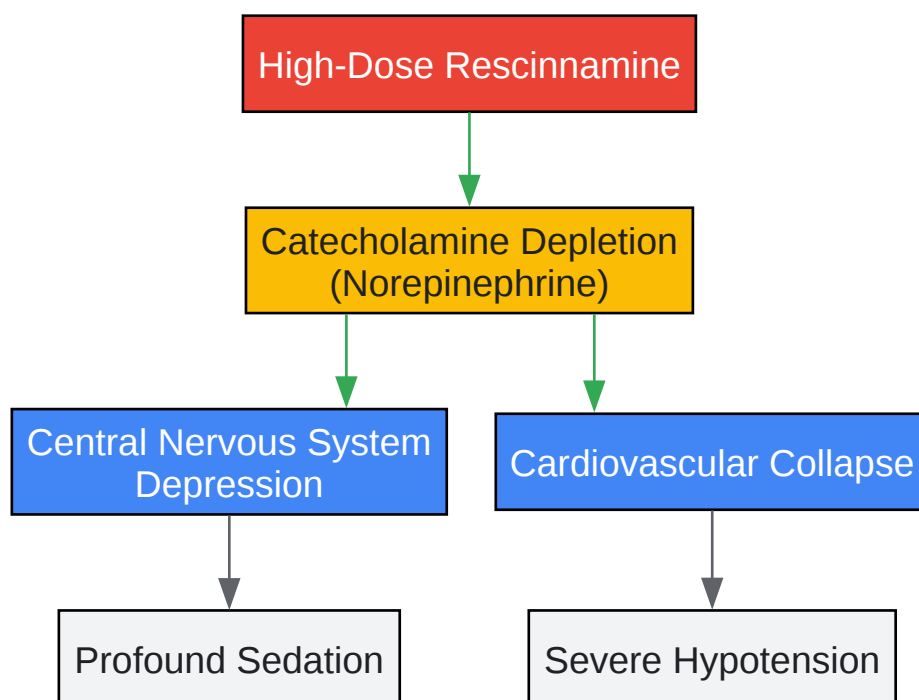 High-Dose Rescinnamine
Catecholamine Depletion
(Norepinephrine)
Central Nervous System
Depression
Cardiovascular Collapse
Profound Sedation
Severe Hypotension